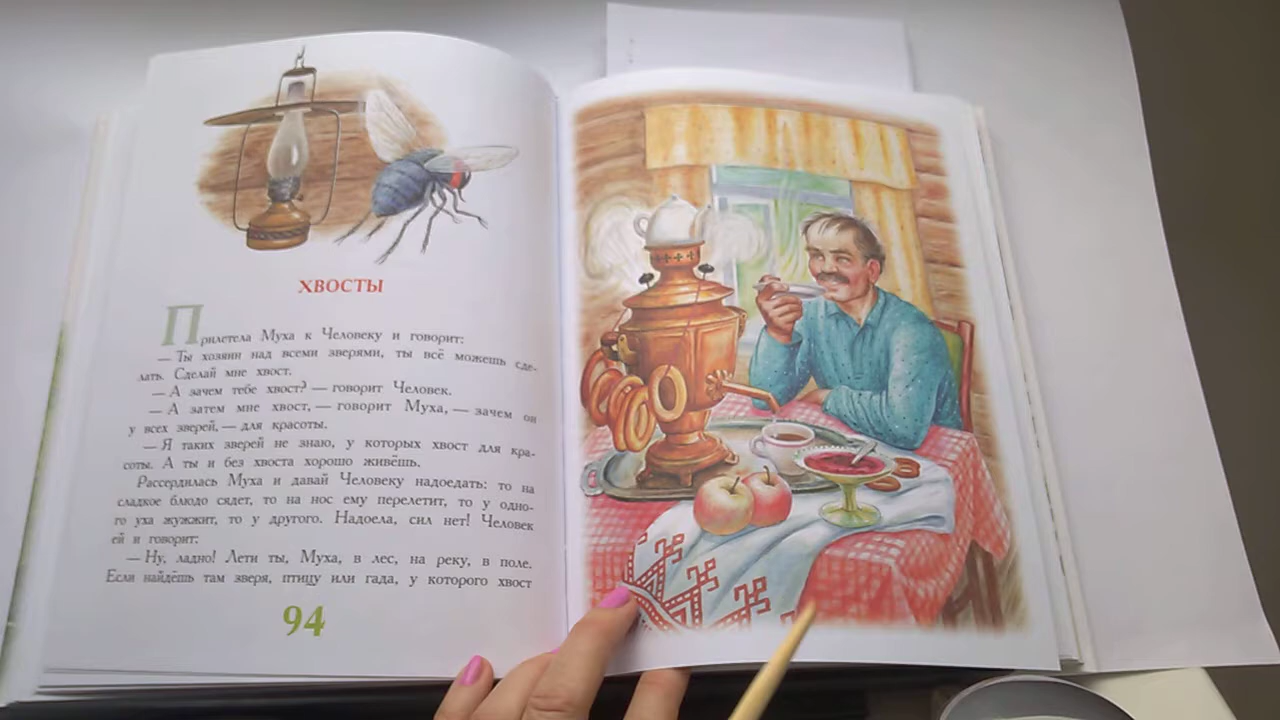 ХВОСТЫ
Прилетела Муха к Человеку и говорит:
— Ты хозяин над всеми зверями, ты всё можешь сде-
лать. Сделай мне хвост.
— А зачем тебе хвост? — говорит Человек.
— А затем мне хвост, — говорит Муха, — зачем он
у всех зверей, — для красоты.
— Я таких зверей не знаю, у которых хвост для кра-
соты. А ты и без хвоста хорошо живёшь.
Рассердилась Муха и давай Человеку надоедать: то на
сладкое блюдо сядет, то на нос ему перелетит, то у одно-
го уха жужжит, то у другого. Надоела, сил нет! Человек
ей и говорит:
— Ну, ладно! Лети ты, Муха, в лес, на реку, в поле.
Если найдёшь там зверя, птицу или гада, у которого хвост
94